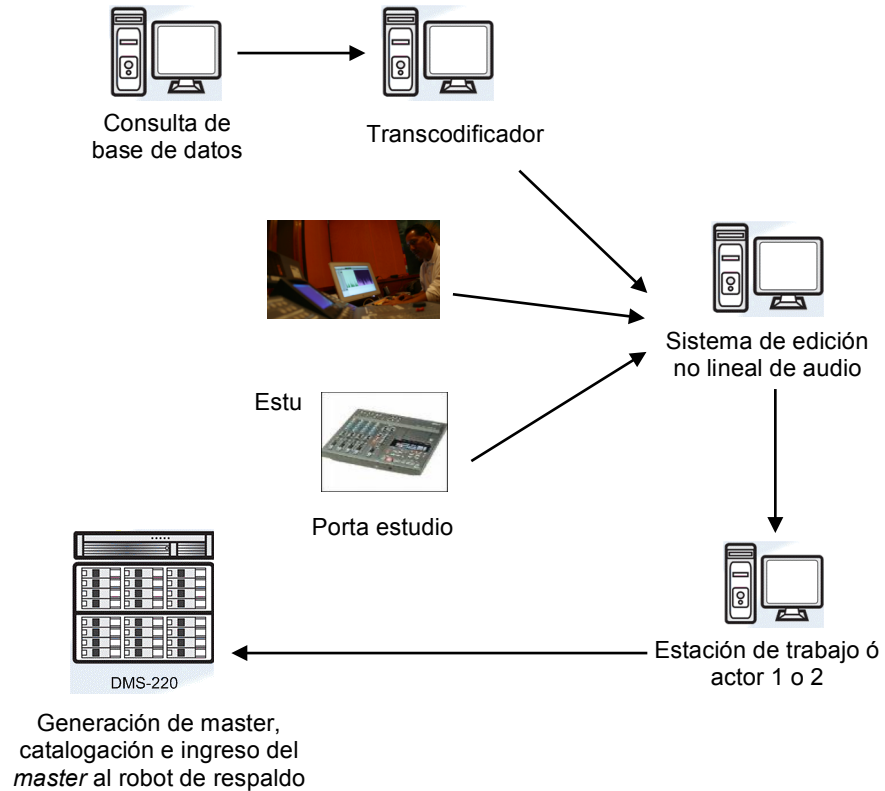 Consulta de
base de datos
Transcodificador
Sistema de edición
no lineal de audio
Estu
Porta estudio
Estación de trabajo ó
actor 1 o 2
DMS-220
Generación de master,
catalogación e ingreso del
master al robot de respaldo